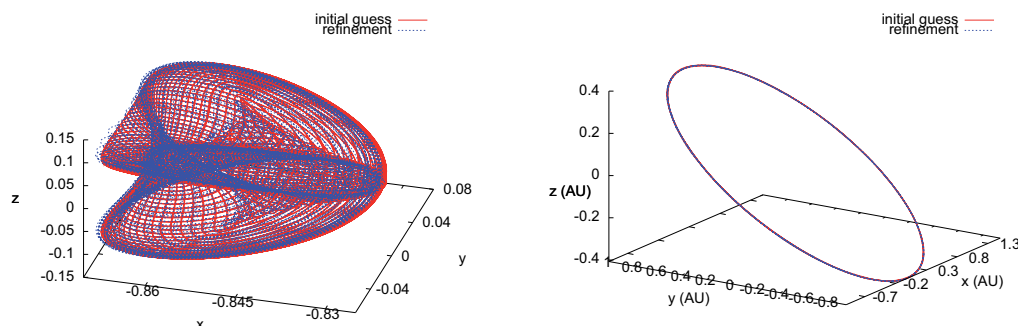 initial guess
refinement
0.15
0.1
0.05
0
-0.05
-0.1
-0.15
z
-0.86
-0.845
-0.83
x
-0.04
0
0.04
0.08
y
initial guess
refinement
0.4
0.2
0
-0.2
-0.4
z (AU)
0.8 0.6 0.4 0.2 0 -0.2 -0.4 -0.6 -0.8
y (AU)
-0.7
-0.2
0.3
0.8
1.3
x (AU)